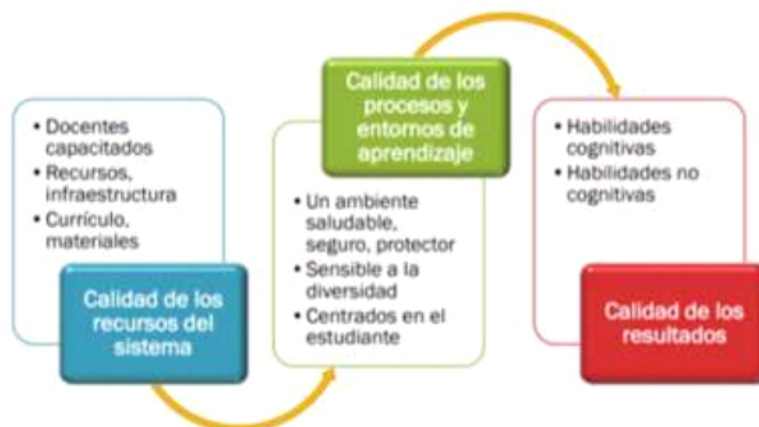 • Docentes
capacitados
• Recursos,
infraestructura
• Currículo,
materiales
Calidad de los
recursos del
sistema
Calidad de los
procesos y
entornos de
aprendizaje
• Un ambiente
saludable,
seguro, protector
• Sensible a la
diversidad
• Centrados en el
estudiante
• Habilidades
cognitivas
• Habilidades no
cognitivas
Calidad de los
resultados